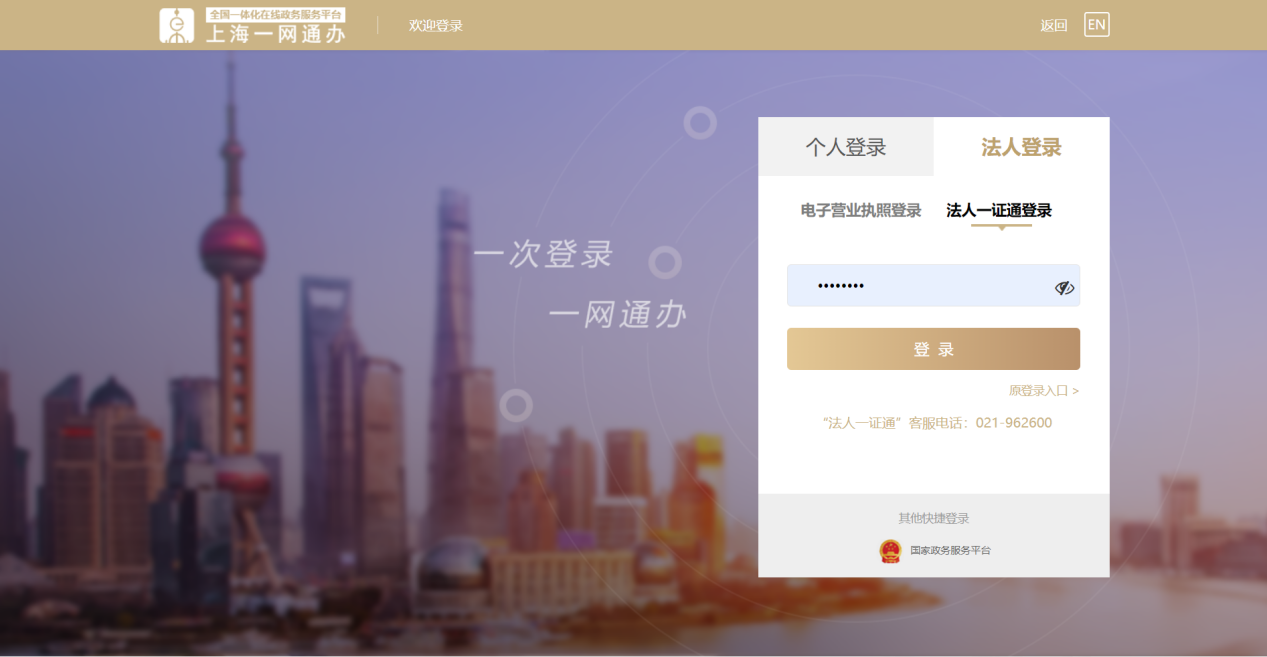 全国一体化在线政务服务平台
上海一网通办
欢迎登录
返回
EN
一次登录
一网通办
个人登录
法人登录
电子营业执照登录
法人一证通登录
••••••••
登 录
原登录入口 >
“法人一证通”客服电话：021-962600
其他快捷登录
国家政务服务平台